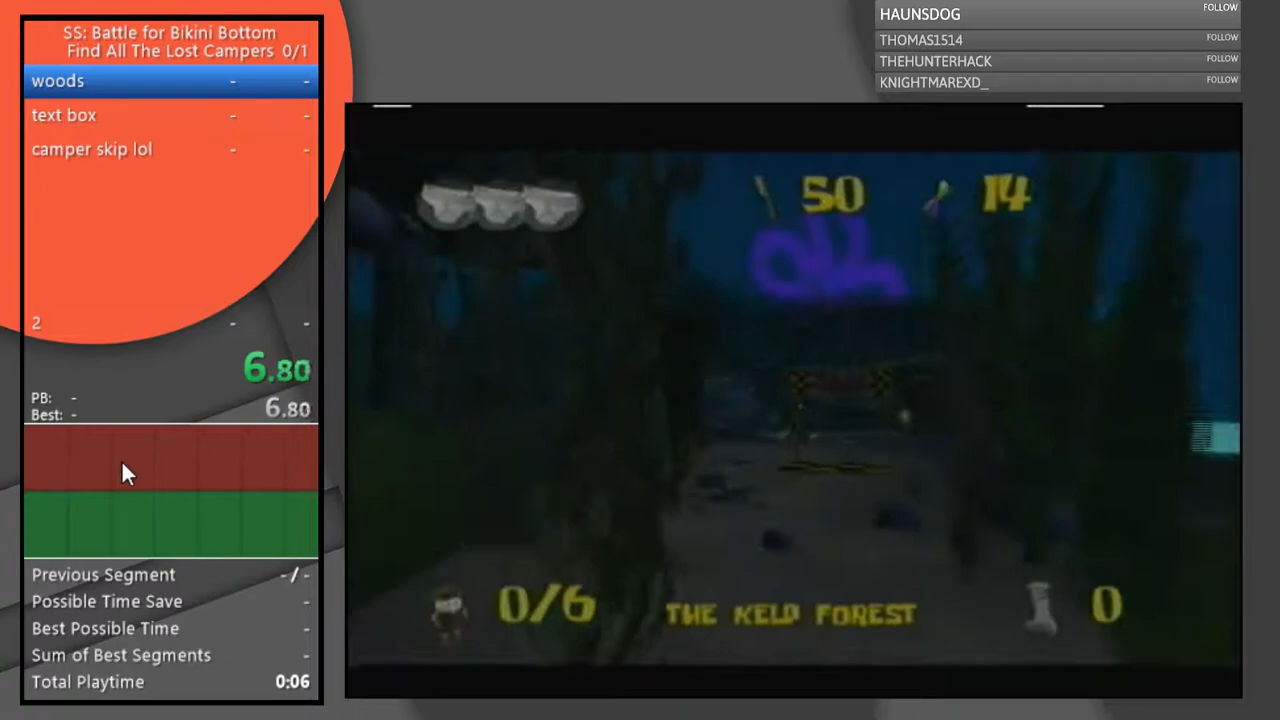 SS: Battle for Bikini Bottom
Find All The Lost Campers 0/1
woods - -
text box - -
camper skip lol - -
2 - -
6.80
PB: -
Best: - 6.80
Previous Segment - / -
Possible Time Save -
Best Possible Time -
Sum of Best Segments -
Total Playtime 0:06
HAUNSDOG FOLLOW
THOMAS1514 FOLLOW
THEHUNTERHACK FOLLOW
KNIGHTMAREXD_ FOLLOW
50 14
0/6 THE KELP FOREST 0